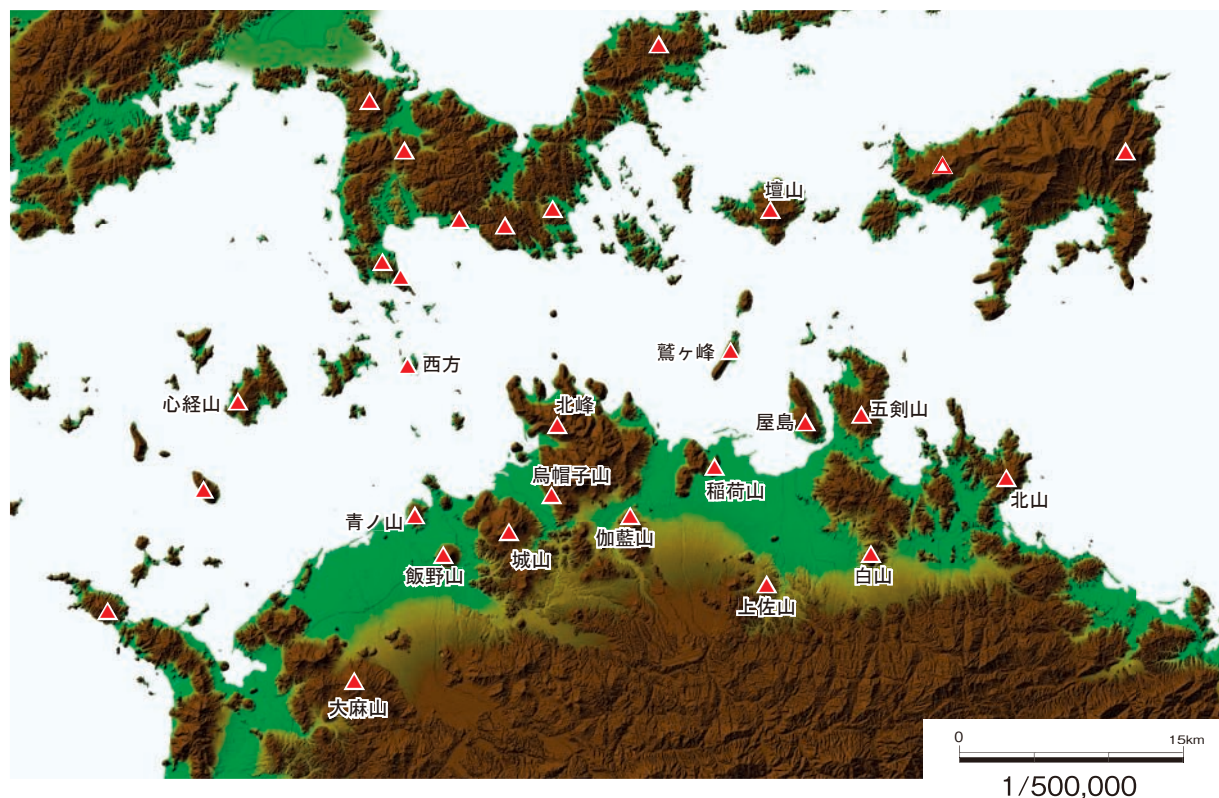 壇山
鷲ヶ峰
西方
心経山
北峰
屋島
五剣山
烏帽子山
稲荷山
北山
青ノ山
伽藍山
城山
飯野山
白山
上佐山
大麻山
0
15km
1/500,000